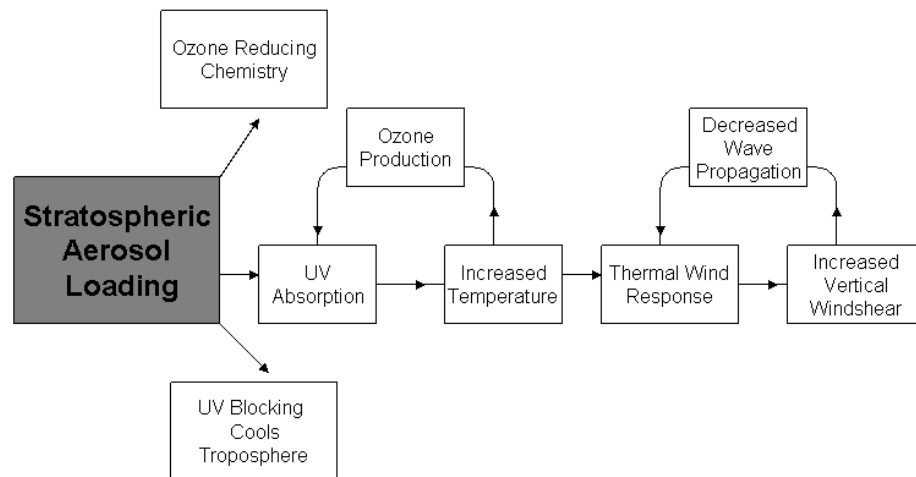 Ozone Reducing
Chemistry
Ozone
Production
Decreased
Wave
Propagation
Stratospheric
Aerosol
Loading
UV
Absorption
Increased
Temperature
Thermal Wind
Response
Increased
Vertical
Windshear
UV Blocking
Cools
Troposphere